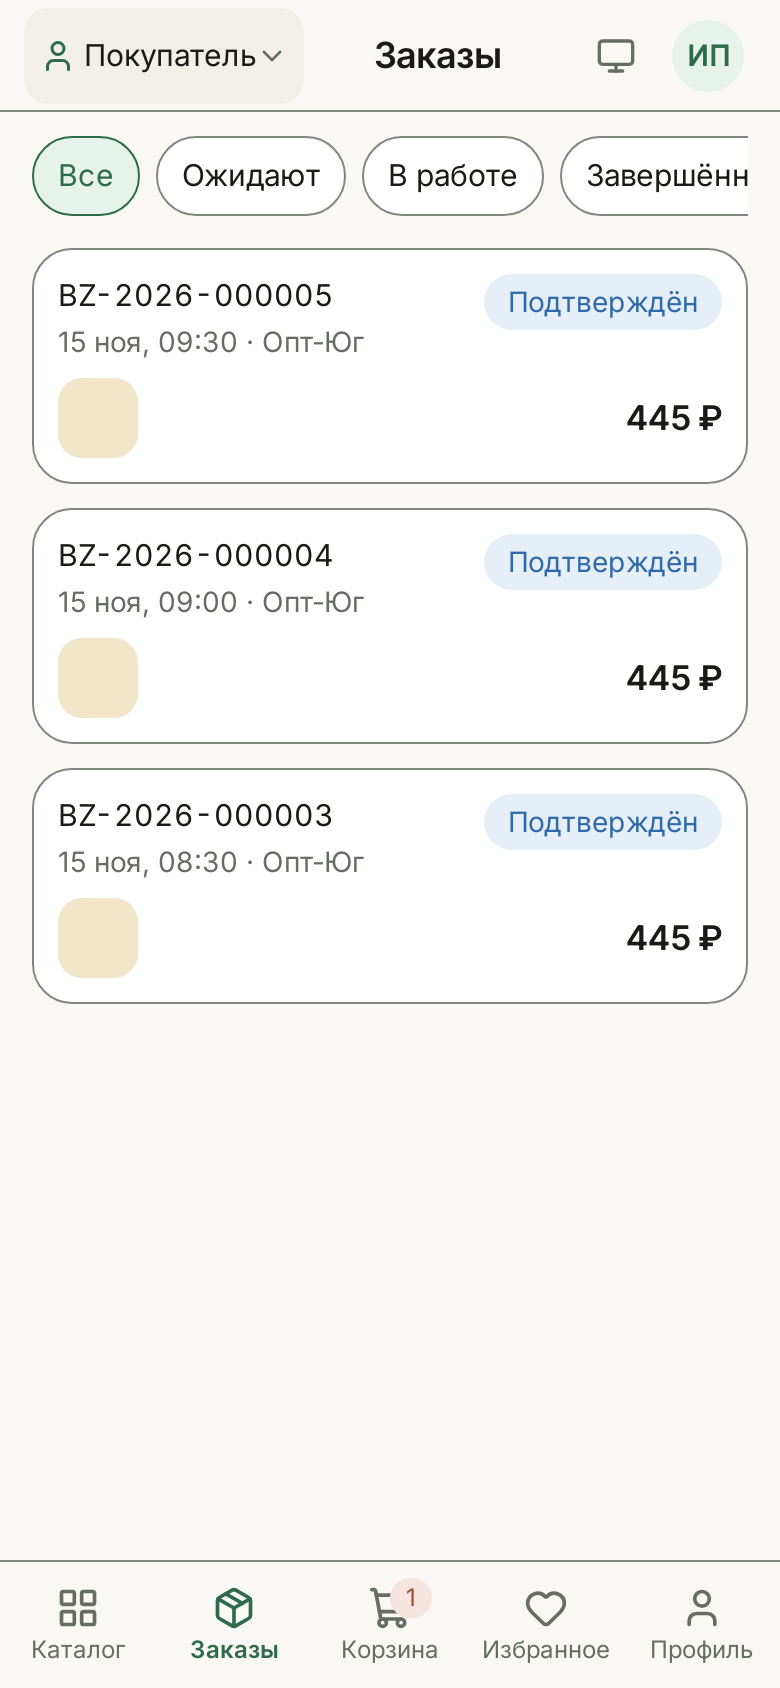 Покупатель
Заказы
ИП
Все
Ожидают
В работе
Завершённ
BZ-2026-000005
Подтверждён
15 ноя, 09:30 · Опт-Юг
445 ₽
BZ-2026-000004
Подтверждён
15 ноя, 09:00 · Опт-Юг
445 ₽
BZ-2026-000003
Подтверждён
15 ноя, 08:30 · Опт-Юг
445 ₽
1
Каталог
Заказы
Корзина
Избранное
Профиль